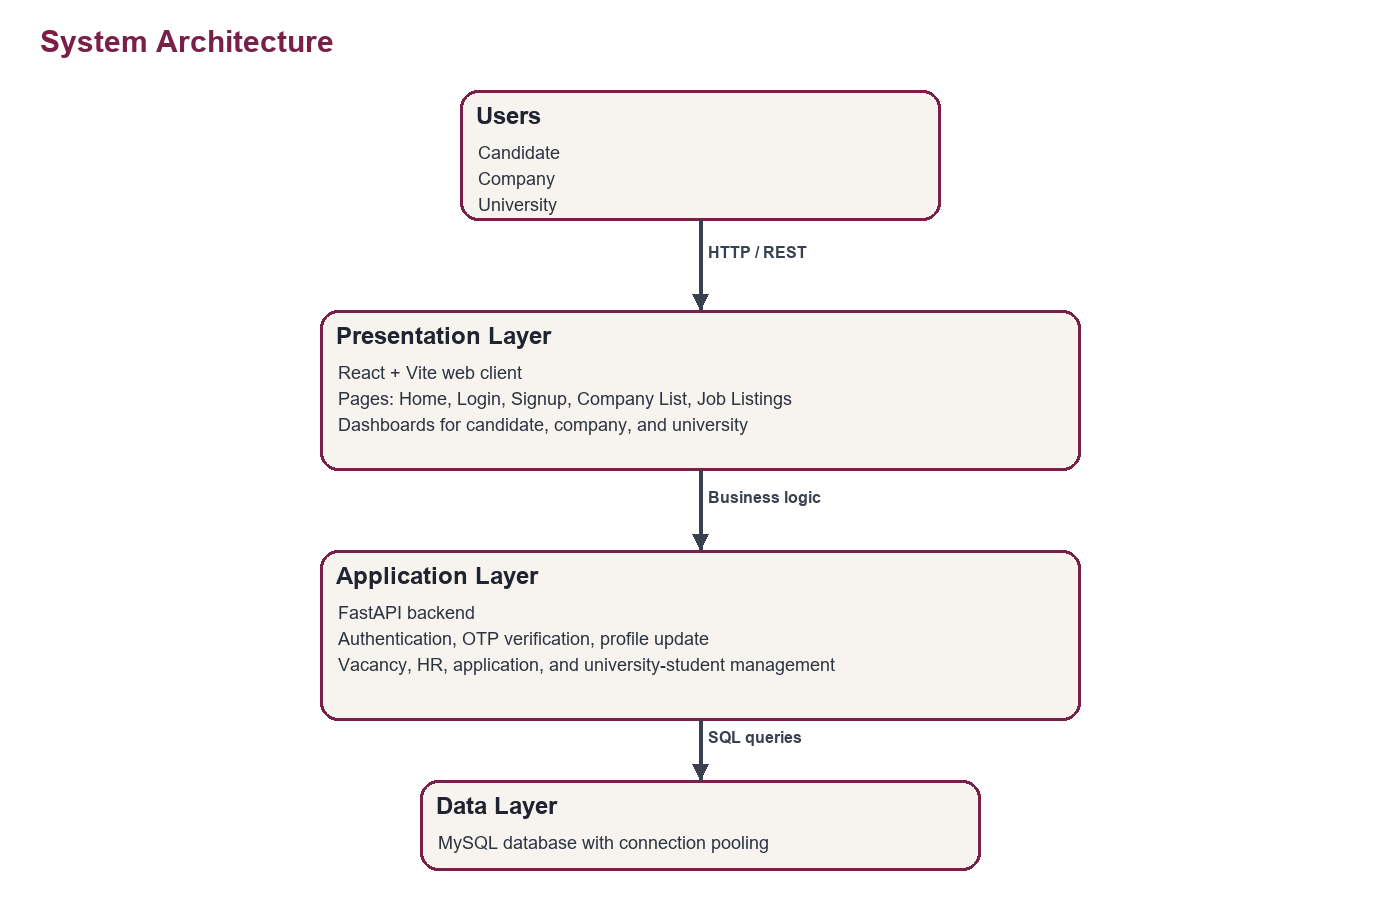 System Architecture
Users
Candidate
Company
University
HTTP / REST
Presentation Layer
React + Vite web client
Pages: Home, Login, Signup, Company List, Job Listings
Dashboards for candidate, company, and university
Business logic
Application Layer
FastAPI backend
Authentication, OTP verification, profile update
Vacancy, HR, application, and university-student management
SQL queries
Data Layer
MySQL database with connection pooling